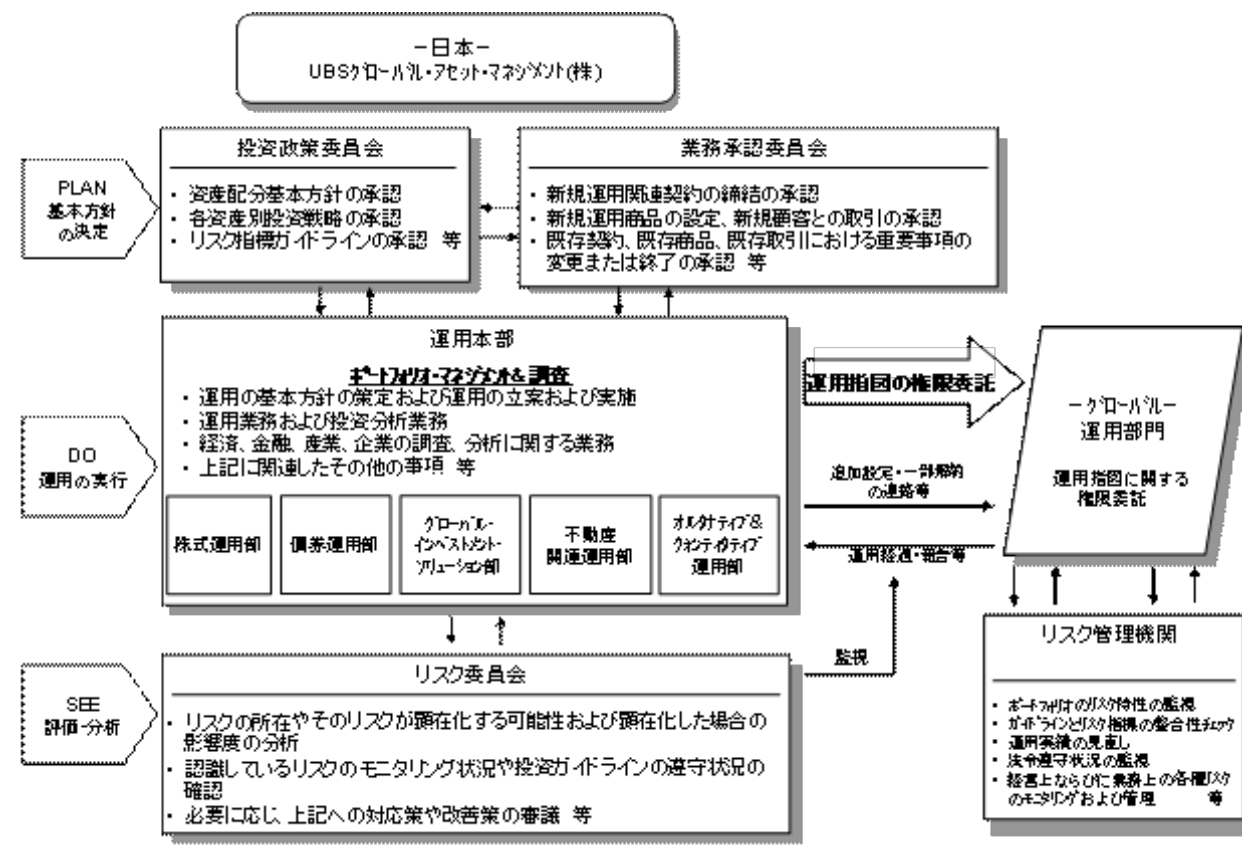 －日本－
UBSｸﾞﾛｰﾊﾞﾙ･ｱｾｯﾄ･ﾏﾈｼﾞﾒﾝﾄ(株)
PLAN
基本方針
の決定
投資政策委員会
・ 資産配分基本方針の承認
・ 各資産別投資戦略の承認
・ リスク指標ガイドラインの承認 等
業務承認委員会
・ 新規運用関連契約の締結の承認
・ 新規運用商品の設定、新規顧客との取引の承認
・ 既存契約、既存商品、既存取引における重要事項の
変更または終了の承認 等
DO
運用の実行
運用本部
ﾎﾟｰﾄﾌｫﾘｵ･ﾏﾈｼﾞﾒﾝﾄ& 調査
・ 運用の基本方針の策定および運用の立案および実施
・ 運用業務および投資分析業務
・ 経済、金融、産業、企業の調査、分析に関する業務
・ 上記に関連したその他の事項 等
株式運用部
債券運用部
ｸﾞﾛｰﾊﾞﾙ･
ｲﾝﾍﾞｽﾄﾒﾝﾄ･
ｿﾘｭｰｼｮﾝ部
不動産
関連運用部
ｵﾙﾀﾅﾃｨﾌﾞ&
ｸｫﾝﾃｨﾀﾃｨﾌﾞ
運用部
運用指図の権限委託
追加設定・一部解約
の連絡等
運用経過・報告等
－ｸﾞﾛｰﾊﾞﾙ－
運用部門
運用指図に関する
権限委託
SEE
評価・分析
リスク委員会
・ リスクの所在やそのリスクが顕在化する可能性および顕在化した場合の
影響度の分析
・ 認識しているリスクのモニタリング状況や投資ガイドラインの遵守状況の
確認
・ 必要に応じ、上記への対応策や改善策の審議 等
監視
リスク管理機関
・ ﾎﾟｰﾄﾌｫﾘｵのﾘｽｸ特性の監視
・ ｶﾞｲﾄﾞﾗｲﾝとﾘｽｸ指標の整合性ﾁｪｯｸ
・ 運用実績の見直し
・ 法令遵守状況の監視
・ 経営上ならびに業務上の各種ﾘｽｸ
のﾓﾆﾀﾘﾝｸﾞおよび管理 等